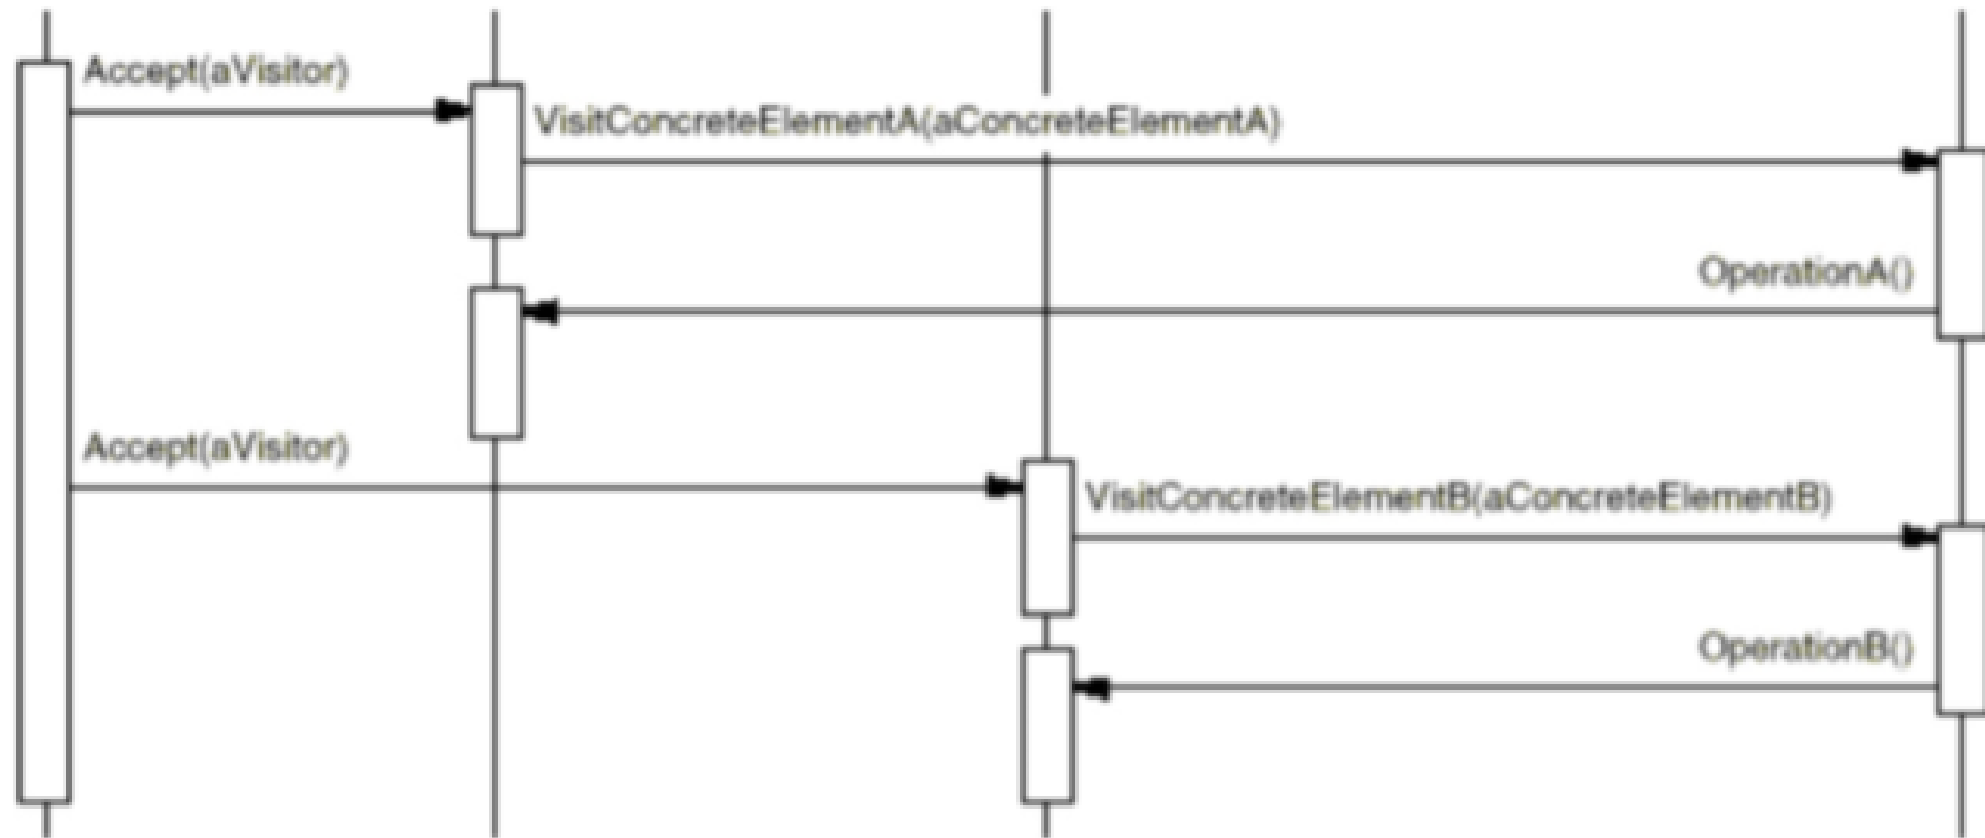 Accept(aVisitor)
VisitConcreteElementA(aConcreteElementA)
OperationA()
Accept(aVisitor)
VisitConcreteElementB(aConcreteElementB)
OperationB()